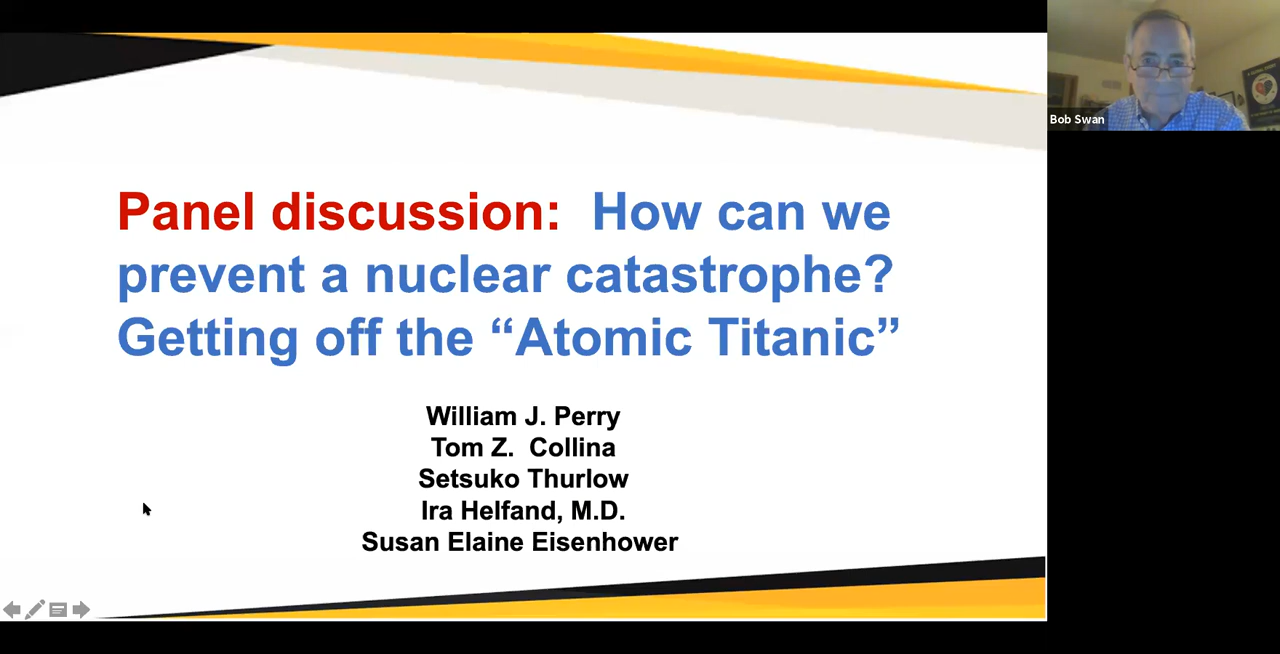 Panel discussion:  How can we
prevent a nuclear catastrophe?
Getting off the “Atomic Titanic”
William J. Perry
Tom Z.  Collina
Setsuko Thurlow
Ira Helfand, M.D.
Susan Elaine Eisenhower
Bob Swan